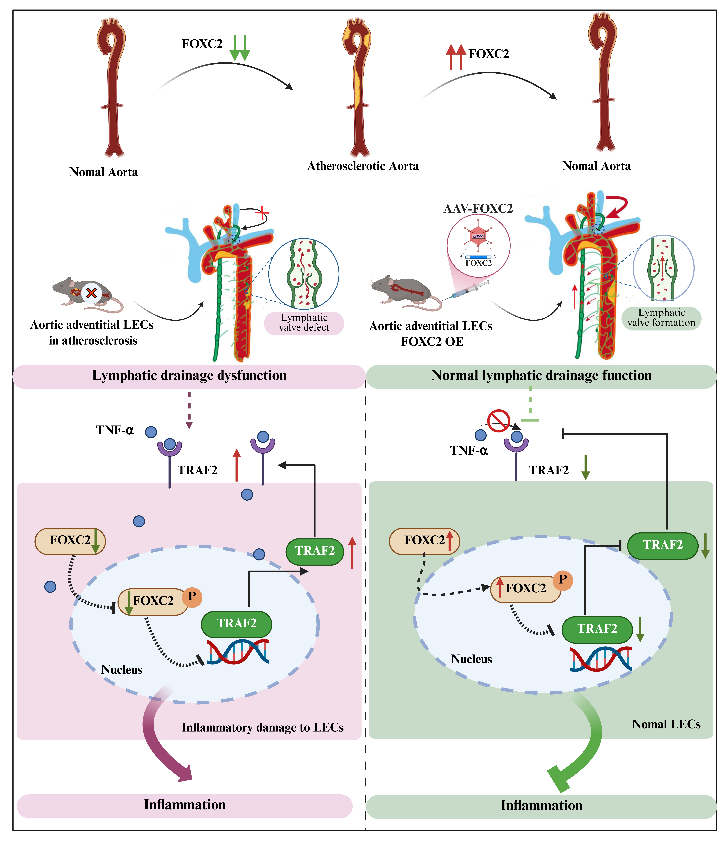 FOXC2
FOXC2
Nomal Aorta
Atherosclerotic Aorta
Nomal Aorta
AAV-FOXC2
FOXC2
Aortic adventitial LECs
in atherosclerosis
Lymphatic
valve defect
Aortic adventitial LECs
FOXC2 OE
Lymphatic
valve formation
Lymphatic drainage dysfunction
Normal lymphatic drainage function
TNF-α
TRAF2
TNF-α
TRAF2
FOXC2
TRAF2
FOXC2
P
TRAF2
Nucleus
Inflammatory damage to LECs
FOXC2
TRAF2
FOXC2
P
TRAF2
Nucleus
Nomal LECs
Inflammation
Inflammation